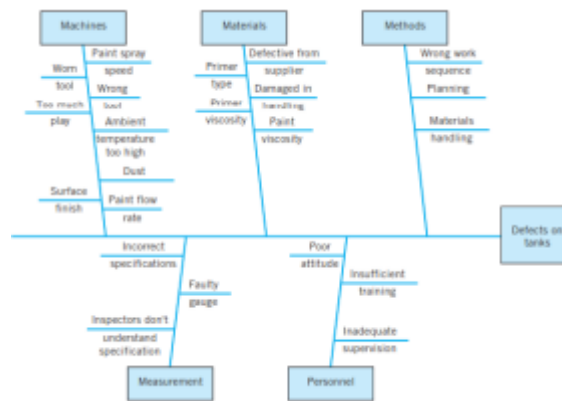 Machines
Materials
Methods
Paint spray
speed
Worn
tool
Wrong
tool
Too much
play
Ambient
temperature
too high
Dust
Surface
finish
Paint flow
rate
Defective from
supplier
Primer
type
Damaged in
handling
Primer
viscosity
Paint
viscosity
Wrong work
sequence
Planning
Materials
handling
Defects on
tanks
Incorrect
specifications
Faulty
gauge
Inspectors don't
understand
specification
Poor
attitude
Insufficient
training
Inadequate
supervision
Measurement
Personnel